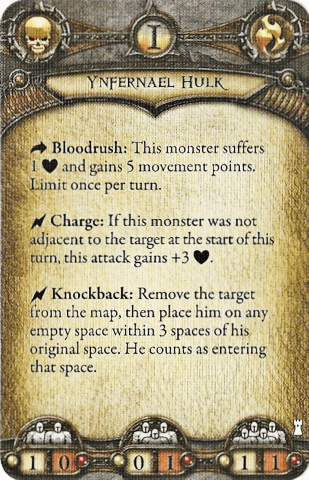 I
Ynfernael Hulk
Bloodrush: This monster suffers
1 and gains 5 movement points.
Limit once per turn.
Charge: If this monster was not
adjacent to the target at the start of this
turn, this attack gains +3 .
Knockback: Remove the target
from the map, then place him on any
empty space within 3 spaces of his
original space. He counts as entering
that space.
1 0 0 1 1 1